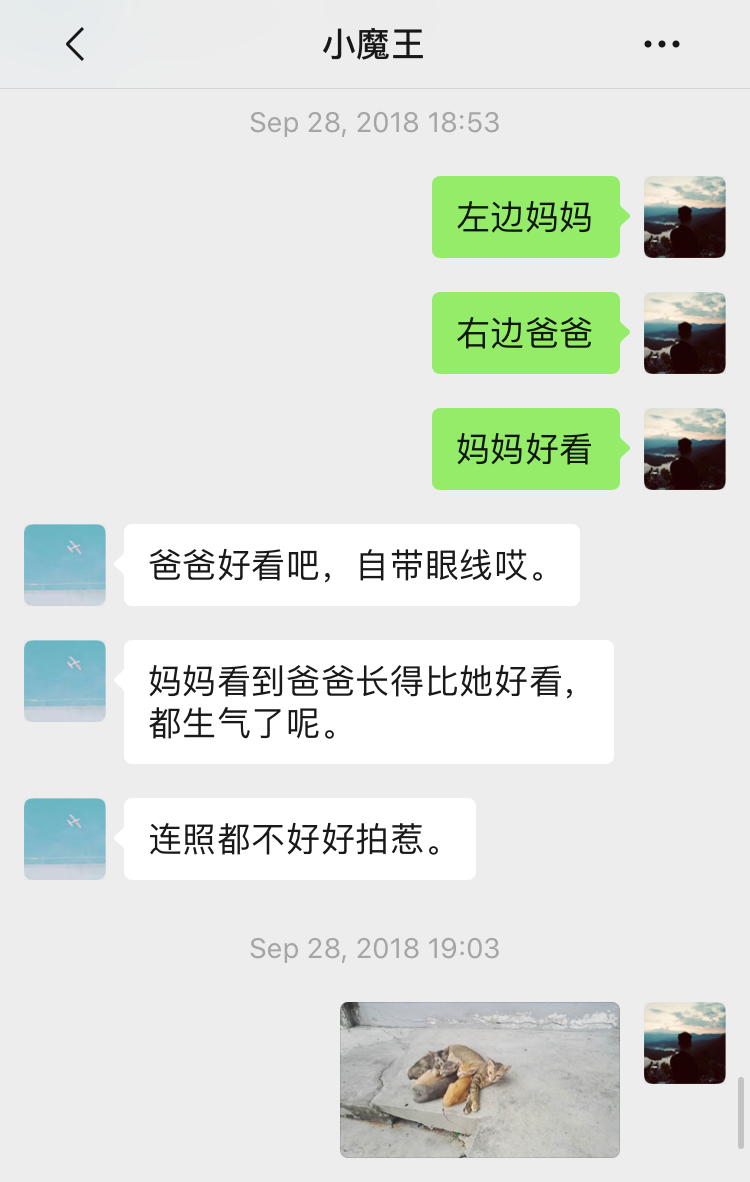 小魔王
Sep 28, 2018 18:53
左边妈妈
右边爸爸
妈妈好看
爸爸好看吧，自带眼线哎。
妈妈看到爸爸长得比她好看，
都生气了呢。
连照都不好好拍惹。
Sep 28, 2018 19:03